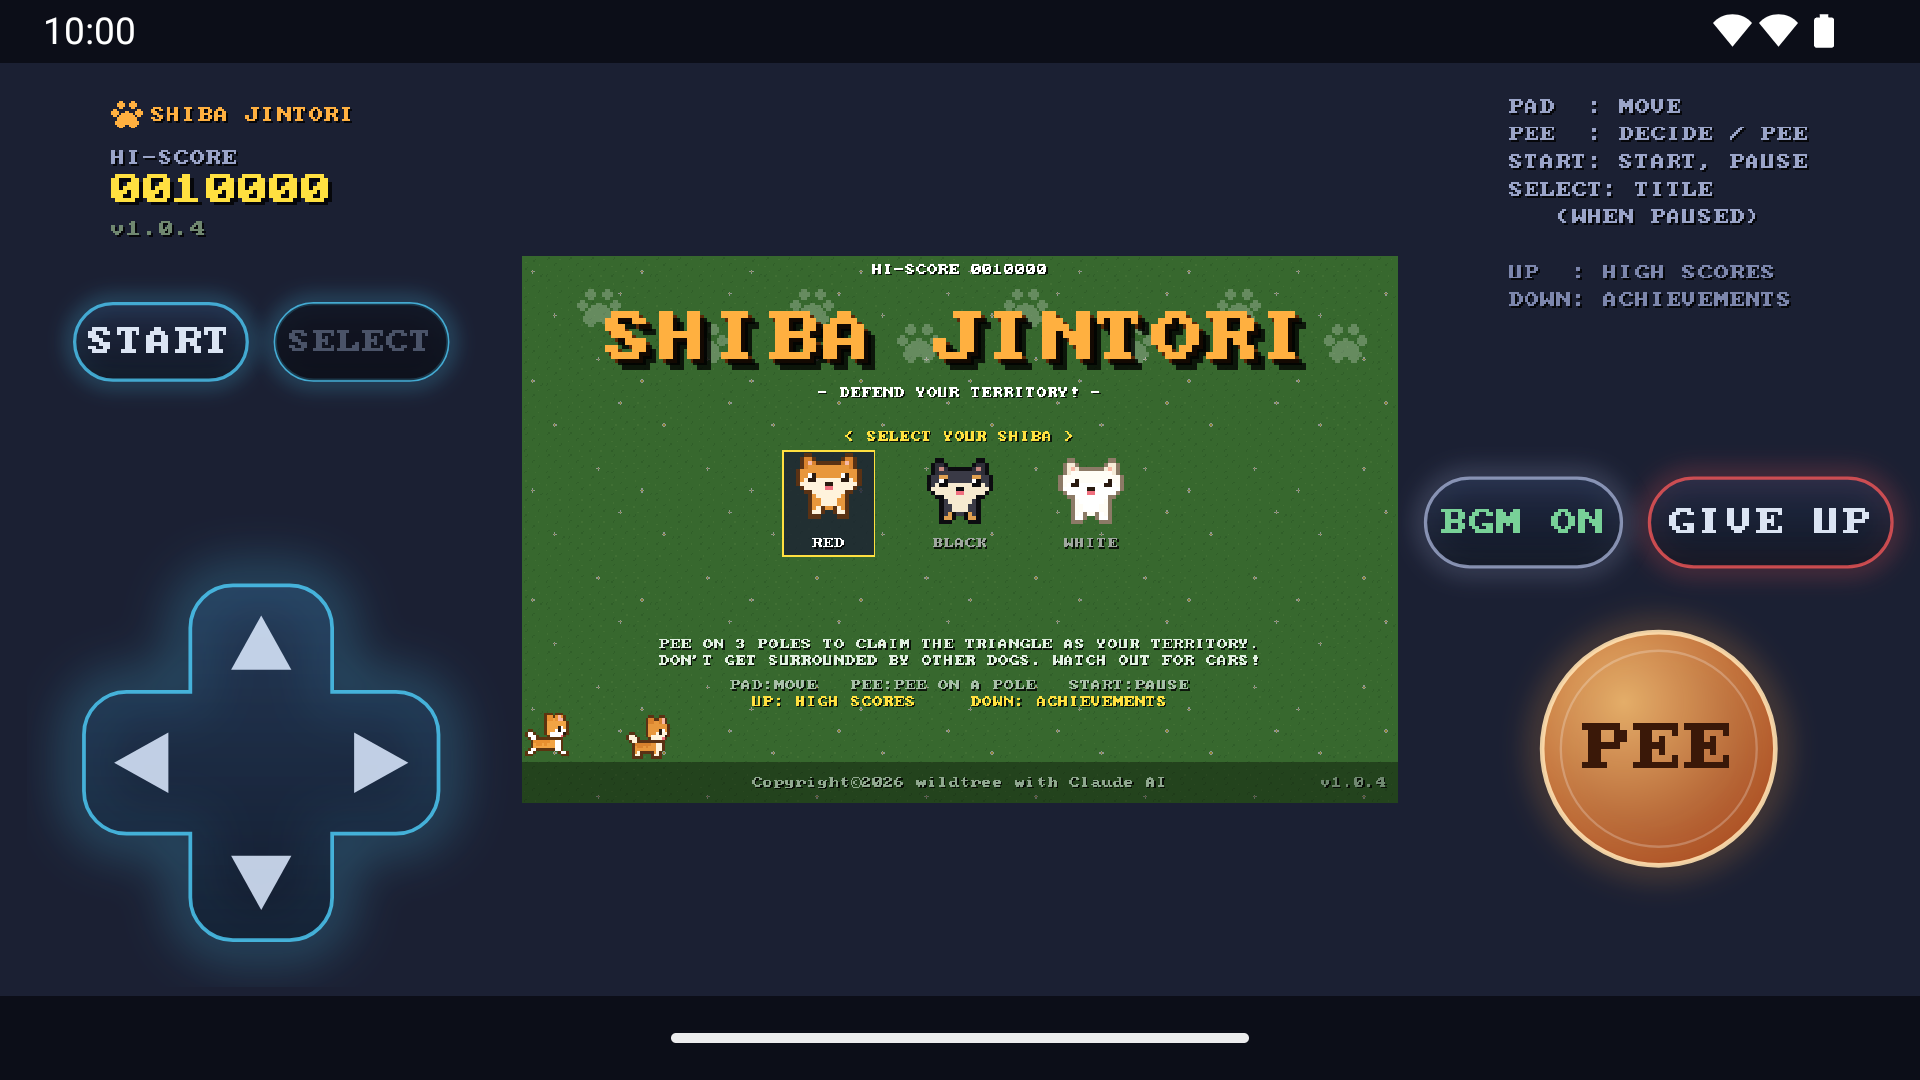 10:00
SHIBA JINTORI
HI-SCORE
0010000
v1.0.4
START
SELECT
PAD : MOVE
PEE : DECIDE / PEE
START: START, PAUSE
SELECT: TITLE
(WHEN PAUSED)
UP : HIGH SCORES
DOWN: ACHIEVEMENTS
HI-SCORE 0010000
SHIBA JINTORI
- DEFEND YOUR TERRITORY! -
< SELECT YOUR SHIBA >
RED
BLACK
WHITE
PEE ON 3 POLES TO CLAIM THE TRIANGLE AS YOUR TERRITORY.
DON'T GET SURROUNDED BY OTHER DOGS. WATCH OUT FOR CARS!
PAD:MOVE PEE:PEE ON A POLE START:PAUSE
UP: HIGH SCORES DOWN: ACHIEVEMENTS
Copyright©2026 wildtree with Claude AI
v1.0.4
BGM ON
GIVE UP
PEE